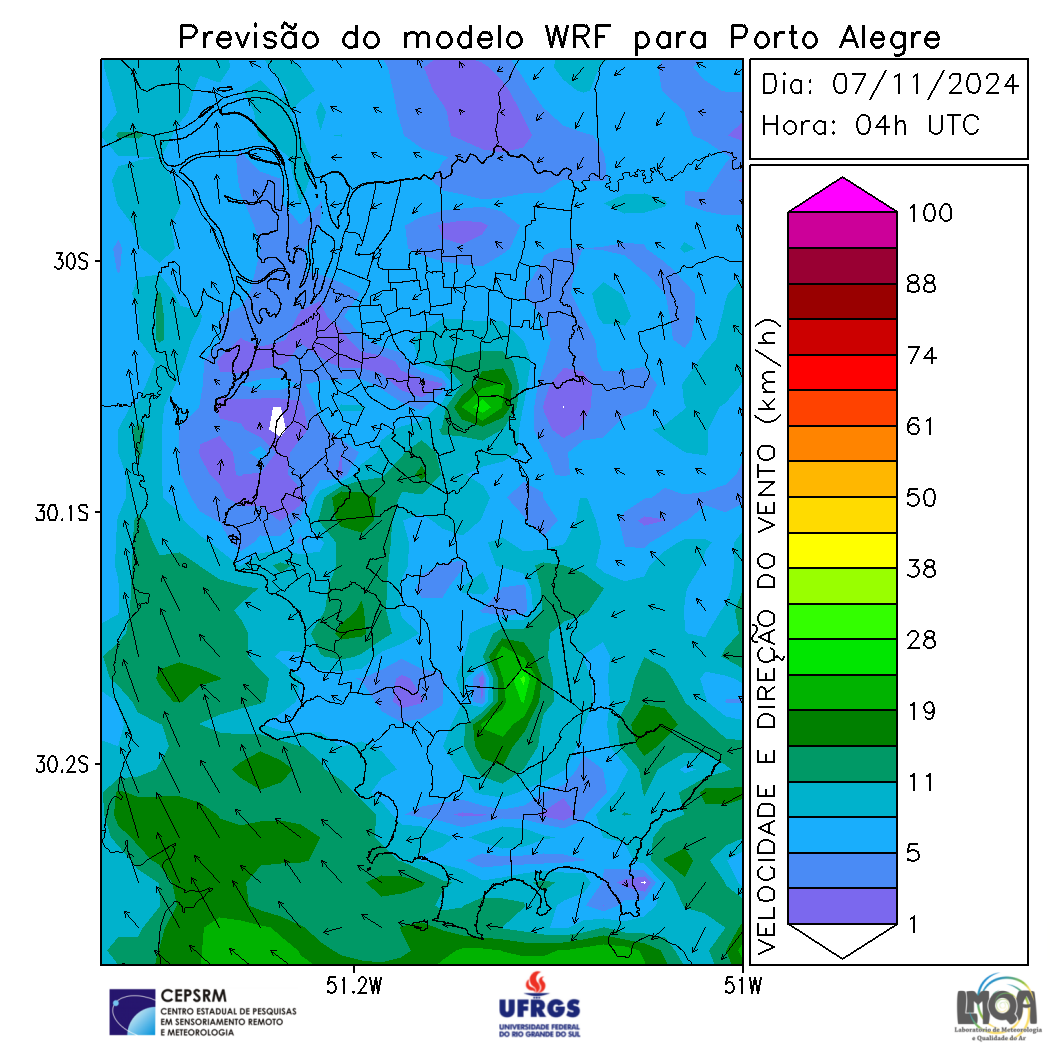 Previsão do modelo WRF para Porto Alegre
Dia: 07/11/2024
Hora: 04h UTC
30S
30.1S
30.2S
51.2W
51W
VELOCIDADE E DIREÇÃO DO VENTO (km/h)
100
88
74
61
50
38
28
19
11
5
1
CEPSRM
CENTRO ESTADUAL DE PESQUISAS
EM SENSORIAMENTO REMOTO
E METEOROLOGIA
UFRGS
UNIVERSIDADE FEDERAL
DO RIO GRANDE DO SUL
LMQA
Laboratório de Meteorologia
e Qualidade do Ar